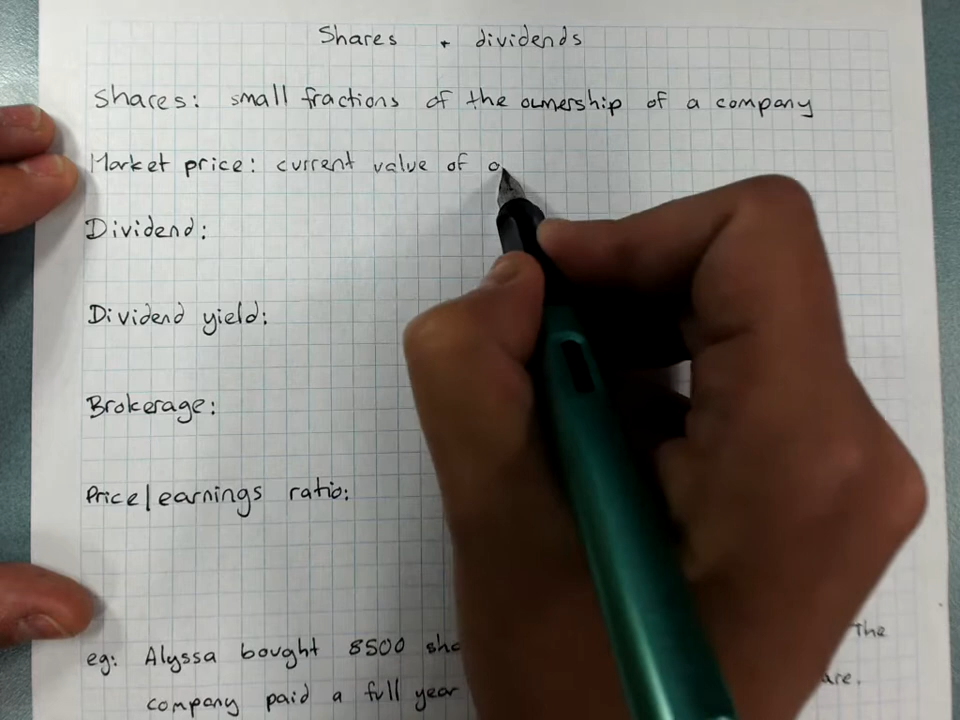 Shares + dividends
Shares: small fractions of the ownership of a company
Market price: current value of a
Dividend:
Dividend yield:
Brokerage:
Price/earnings ratio:
eg: Alyssa bought 8500 The
company paid a full year